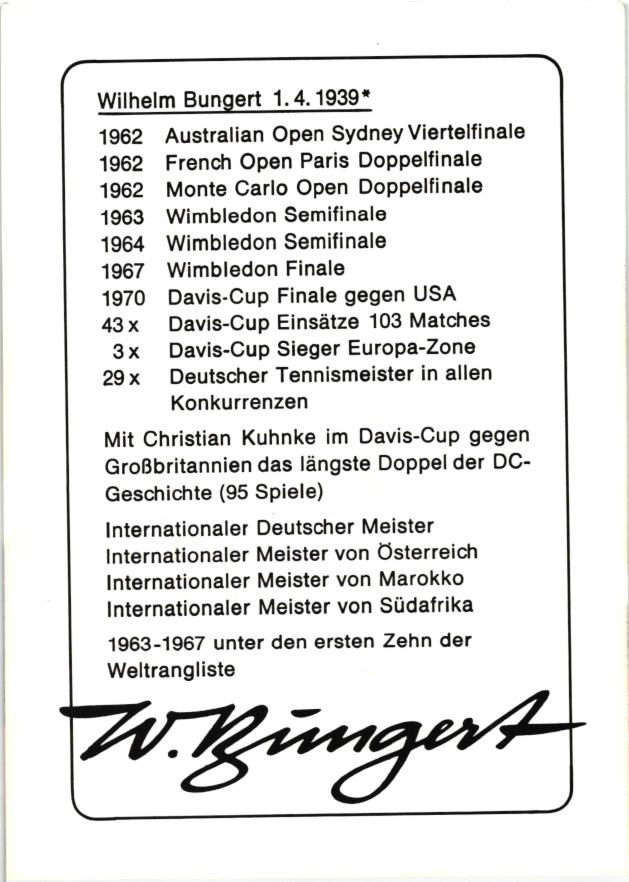 Wilhelm Bungert 1.4.1939*
1962 Australian Open Sydney Viertelfinale
1962 French Open Paris Doppelfinale
1962 Monte Carlo Open Doppelfinale
1963 Wimbledon Semifinale
1964 Wimbledon Semifinale
1967 Wimbledon Finale
1970 Davis-Cup Finale gegen USA
43 x Davis-Cup Einsätze 103 Matches
3 x Davis-Cup Sieger Europa-Zone
29 x Deutscher Tennismeister in allen
Konkurrenzen
Mit Christian Kuhnke im Davis-Cup gegen
Großbritannien das längste Doppel der DC-
Geschichte (95 Spiele)
Internationaler Deutscher Meister
Internationaler Meister von Österreich
Internationaler Meister von Marokko
Internationaler Meister von Südafrika
1963-1967 unter den ersten Zehn der
Weltrangliste
W. Bungert